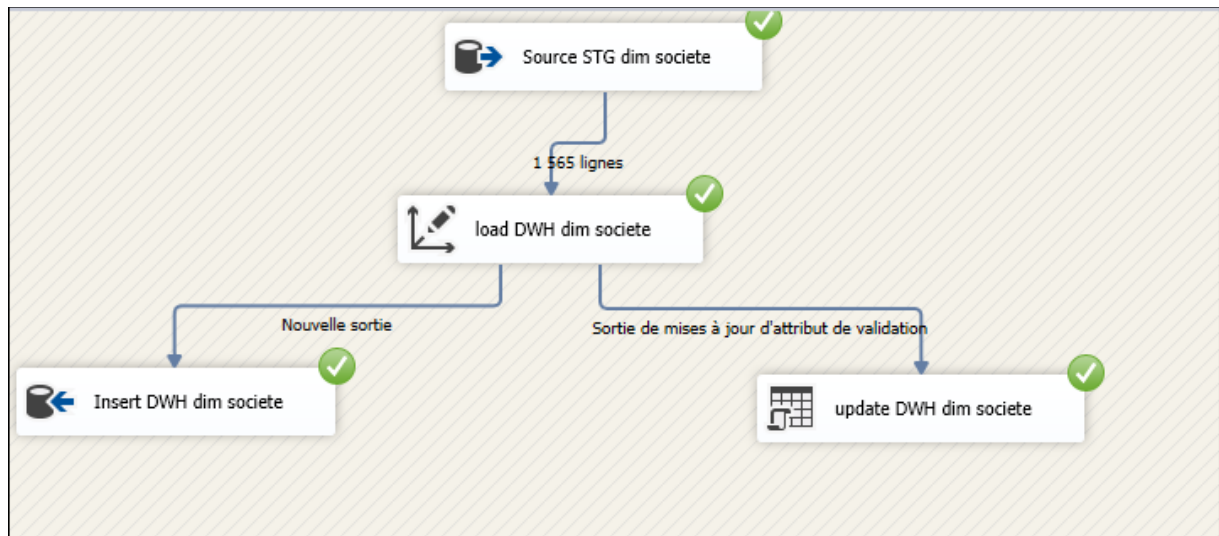 Source STG dim societe
1 565 lignes
load DWH dim societe
Nouvelle sortie
Sortie de mises à jour d'attribut de validation
Insert DWH dim societe
update DWH dim societe